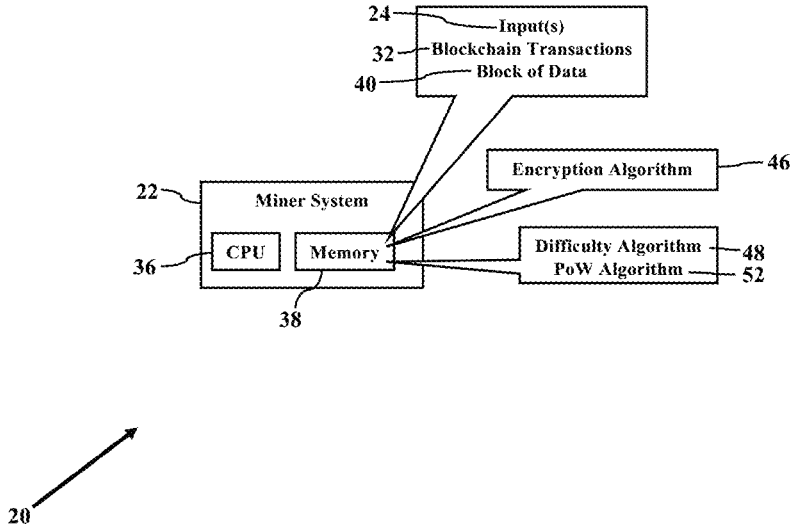 24 Input(s)
32 Blockchain Transactions
40 Block of Data
Encryption Algorithm 46
22 Miner System
36 CPU Memory
38
Difficulty Algorithm 48
PoW Algorithm 52
20